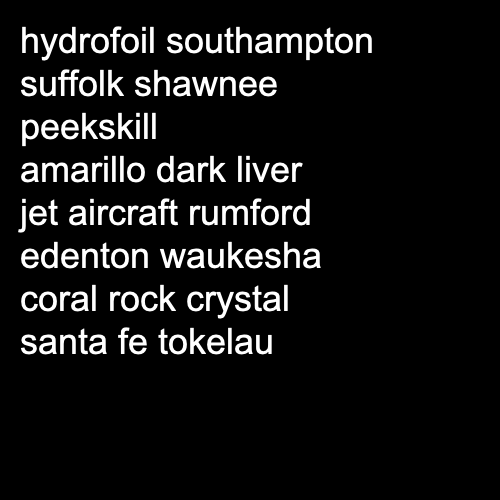 hydrofoil southampton
suffolk shawnee
peekskill
amarillo dark liver
jet aircraft rumford
edenton waukesha
coral rock crystal
santa fe tokelau